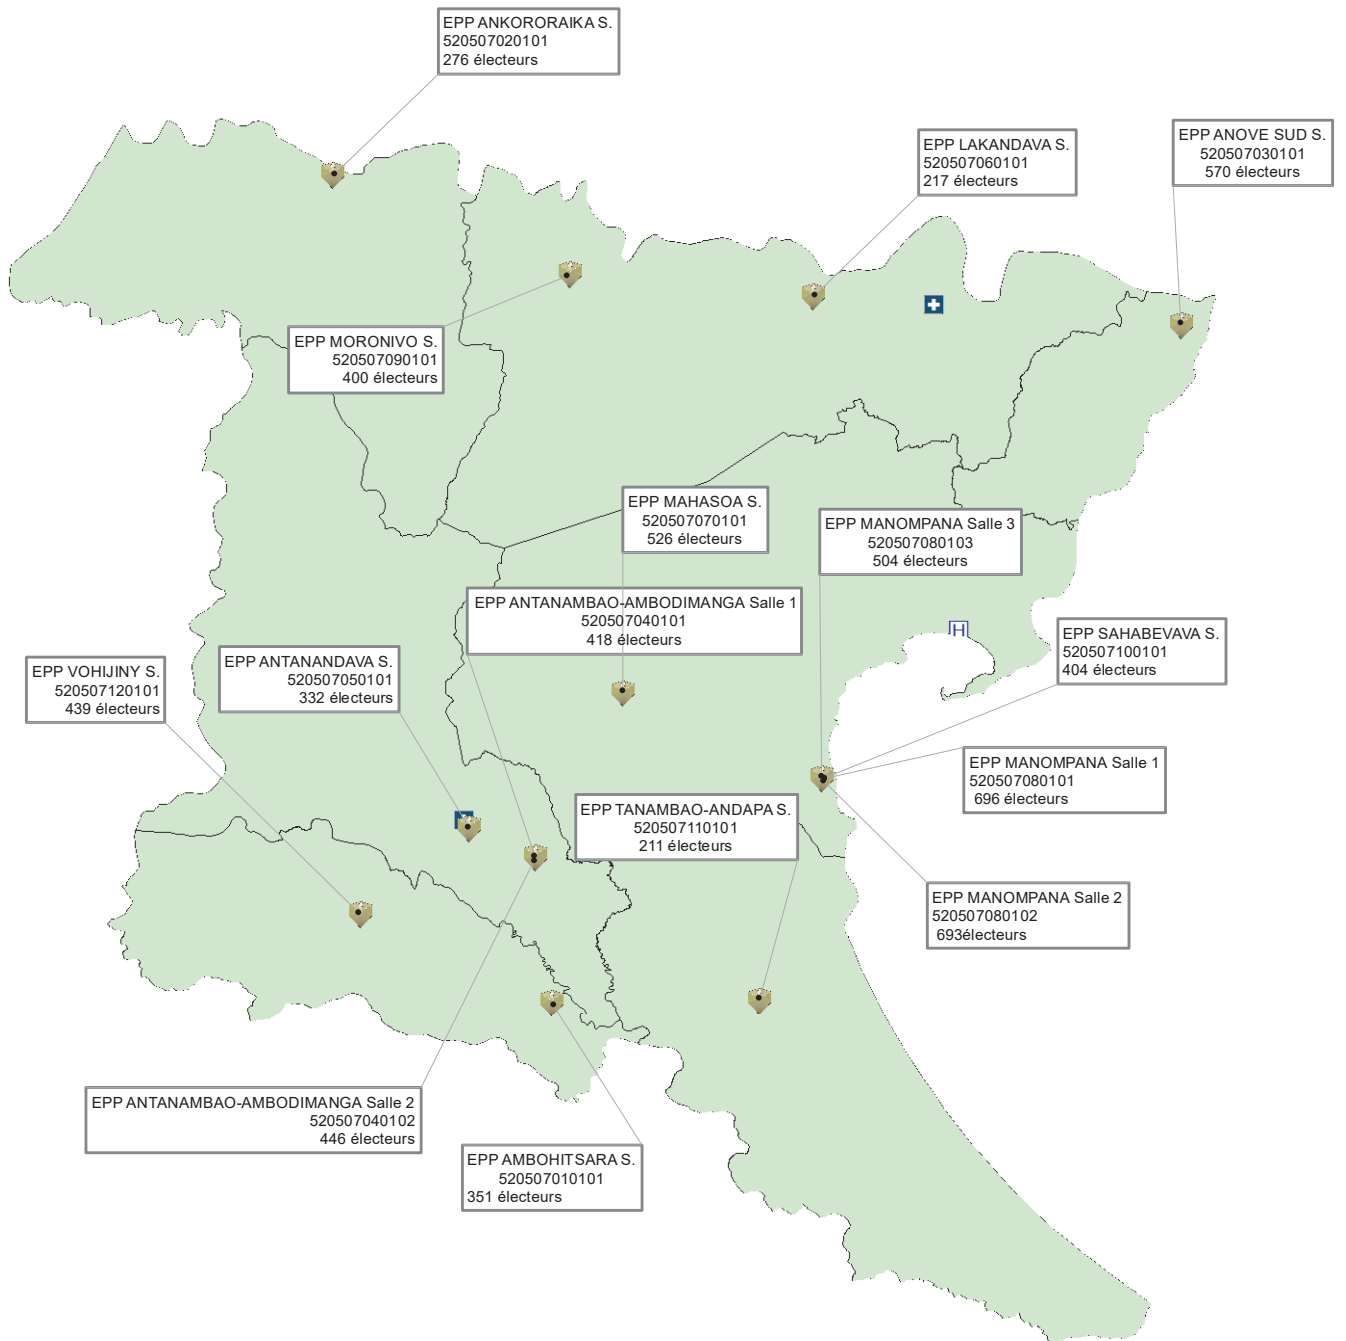 EPP ANKORORAIKA S.
520507020101
276 électeurs
EPP LAKANDAVA S.
520507060101
217 électeurs
EPP ANOVE SUD S.
520507030101
570 électeurs
EPP MORONIVO S.
520507090101
400 électeurs
EPP MAHASOA S.
520507070101
526 électeurs
EPP MANOMPANA Salle 3
520507080103
504 électeurs
EPP ANTANAMBAO-AMBODIMANGA Salle 1
520507040101
418 électeurs
H
EPP SAHABEVAVA S.
520507100101
404 électeurs
EPP ANTANANDAVA S.
520507050101
332 électeurs
EPP VOHIJINY S.
520507120101
439 électeurs
EPP MANOMPANA Salle 1
520507080101
696 électeurs
EPP TANAMBAO-ANDAPA S.
520507110101
211 électeurs
EPP MANOMPANA Salle 2
520507080102
693électeurs
EPP ANTANAMBAO-AMBODIMANGA Salle 2
520507040102
446 électeurs
EPP AMBOHITSARA S.
520507010101
351 électeurs